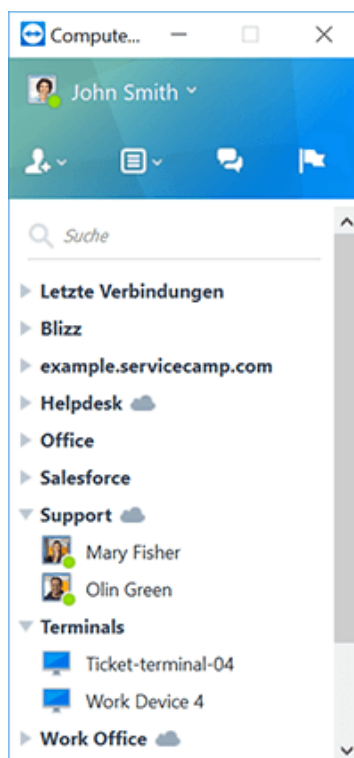 Compute...
John Smith
Suche
Letzte Verbindungen
Blizz
example.servicecamp.com
Helpdesk
Office
Salesforce
Support
Mary Fisher
Olin Green
Terminals
Ticket-terminal-04
Work Device 4
Work Office